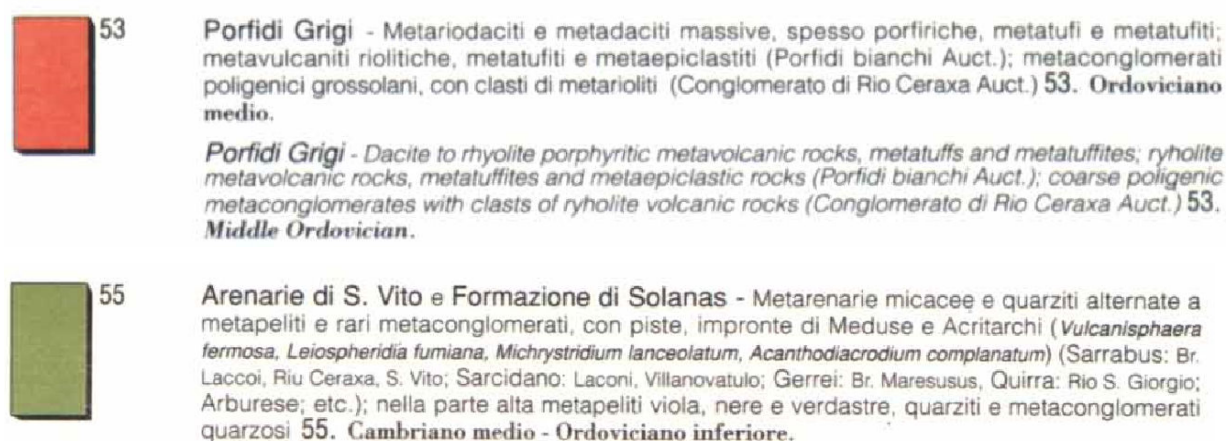 53
Porfidi Grigi - Metariodaciti e metadaciti massive, spesso porfiriche, metatufi e metatufiti;
metavulcaniti riolitiche, metatufiti e metaepiclastiti (Porfidi bianchi Auct.); metaconglomerati
poligenici grossolani, con clasti di metarioliti (Conglomerato di Rio Ceraxa Auct.) 53. Ordoviciano
medio.
Porfidi Grigi - Dacite to rhyolite porphyritic metavolcanic rocks, metatuffs and metatuffites; ryholite
metavolcanic rocks, metatuffites and metaepiclastic rocks (Porfidi bianchi Auct.); coarse poligenic
metaconglomerates with clasts of ryholite volcanic rocks (Conglomerato di Rio Ceraxa Auct.) 53.
Middle Ordovician.
55
Arenarie di S. Vito e Formazione di Solanas - Metarenarie micacee e quarziti alternate a
metapeliti e rari metaconglomerati, con piste, impronte di Meduse e Acritarchi (Vulcanisphaera
fermosa, Leiospheridia fumiana, Michrystridium lanceolatum, Acanthodiacrodium complanatum) (Sarrabus: Br.
Laccoi, Riu Ceraxa, S. Vito; Sarcidano: Laconi, Villanovatulo; Gerrei: Br. Maresusus, Quirra: Rio S. Giorgio;
Arburese; etc.); nella parte alta metapeliti viola, nere e verdastre, quarziti e metaconglomerati
quarzosi 55. Cambriano medio - Ordoviciano inferiore.